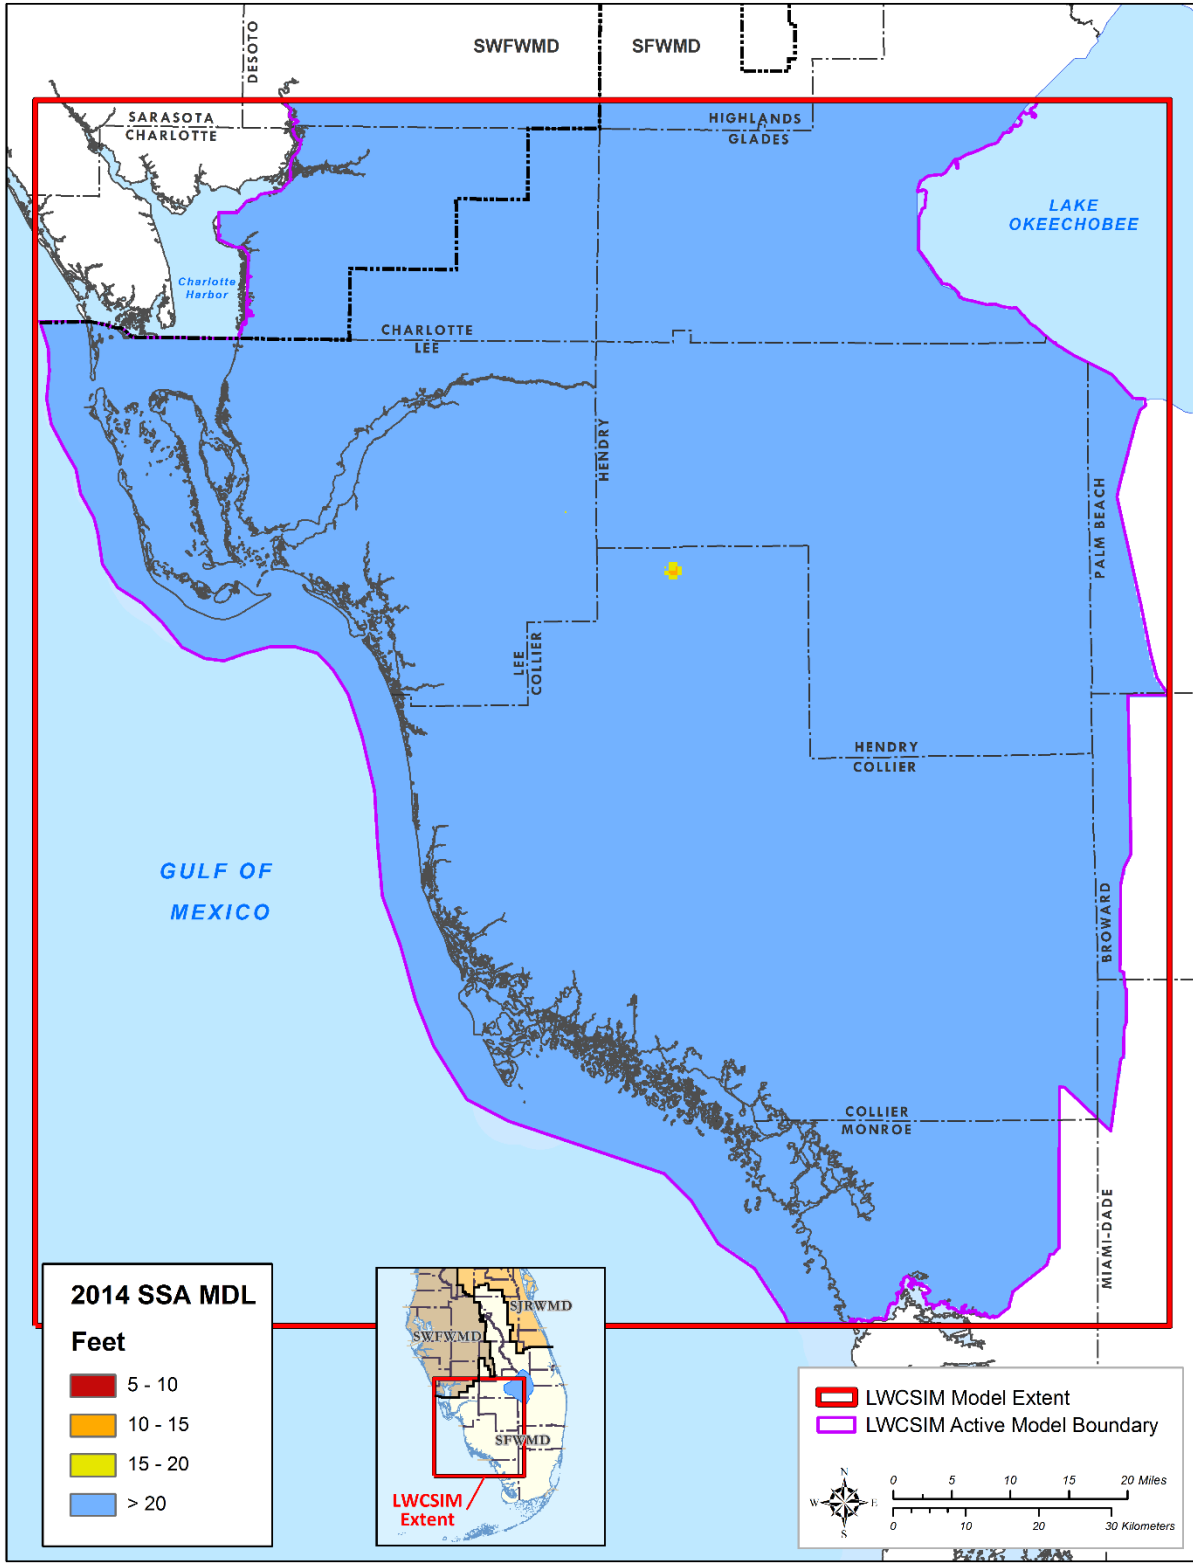 DESOTO
SWFWMD
SFWMD
SARASOTA
CHARLOTTE
HIGHLANDS
GLADES
LAKE
OKEECHOBEE
Charlotte
Harbor
CHARLOTTE
LEE
HENDRY
PALM BEACH
LEE
COLLIER
HENDRY
COLLIER
GULF OF
MEXICO
BROWARD
COLLIER
MONROE
MIAMI-DADE
2014 SSA MDL
Feet
5 - 10
10 - 15
15 - 20
> 20
SJRWMD
SWFWMD
SFWMD
LWCSIM
Extent
LWCSIM Model Extent
LWCSIM Active Model Boundary
N
W
E
S
0 5 10 15 20 Miles
0 10 20 30 Kilometers